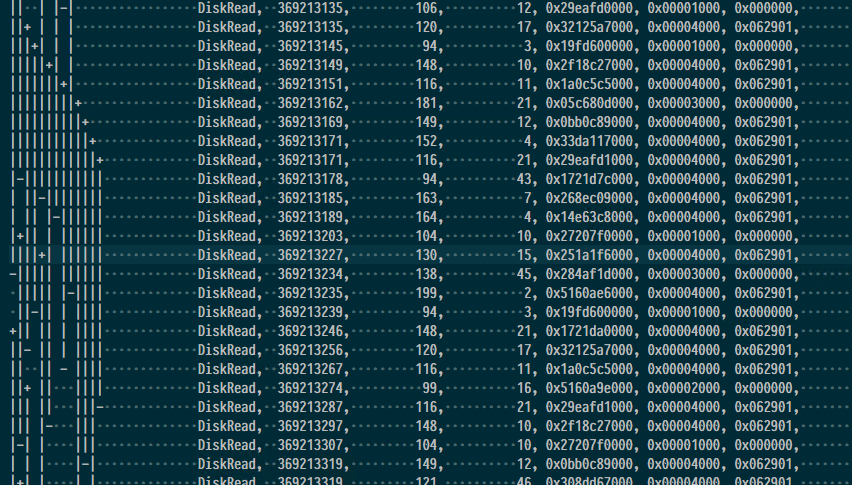 ||  | |-| DiskRead, 369213135, 106, 12, 0x29eafd0000, 0x00001000, 0x000000,
||+ | | | DiskRead, 369213135, 120, 17, 0x32125a7000, 0x00004000, 0x062901,
|||+| | | DiskRead, 369213145, 94, 3, 0x19fd600000, 0x00001000, 0x000000,
|||||+| | DiskRead, 369213149, 148, 10, 0x2f18c27000, 0x00004000, 0x062901,
|||||||+| DiskRead, 369213151, 116, 11, 0x1a0c5c5000, 0x00004000, 0x062901,
|||||||||+ DiskRead, 369213162, 181, 21, 0x05c680d000, 0x00003000, 0x000000,
||||||||||+ DiskRead, 369213169, 149, 12, 0x0bb0c89000, 0x00004000, 0x062901,
|||||||||||+ DiskRead, 369213171, 152, 4, 0x33da117000, 0x00004000, 0x062901,
||||||||||||+ DiskRead, 369213171, 116, 21, 0x29eafd1000, 0x00004000, 0x062901,
|-||||||||||| DiskRead, 369213178, 94, 43, 0x1721d7c000, 0x00004000, 0x062901,
| ||-|||||||| DiskRead, 369213185, 163, 7, 0x268ec09000, 0x00004000, 0x062901,
| || |-|||||| DiskRead, 369213189, 164, 4, 0x14e63c8000, 0x00004000, 0x062901,
|+|| | |||||| DiskRead, 369213203, 104, 10, 0x27207f0000, 0x00001000, 0x000000,
||||+| |||||| DiskRead, 369213227, 130, 15, 0x251a1f6000, 0x00004000, 0x062901,
-||||| |||||| DiskRead, 369213234, 138, 45, 0x284af1d000, 0x00003000, 0x000000,
 ||||| |-|||| DiskRead, 369213235, 199, 2, 0x5160ae6000, 0x00004000, 0x062901,
 ||-|| | |||| DiskRead, 369213239, 94, 3, 0x19fd600000, 0x00001000, 0x000000,
+|| || | |||| DiskRead, 369213246, 148, 21, 0x1721da0000, 0x00004000, 0x062901,
||- || | |||| DiskRead, 369213256, 120, 17, 0x32125a7000, 0x00004000, 0x062901,
||  || - |||| DiskRead, 369213267, 116, 11, 0x1a0c5c5000, 0x00004000, 0x062901,
||+ ||   |||| DiskRead, 369213274, 99, 16, 0x5160a9e000, 0x00002000, 0x000000,
||| ||   |||- DiskRead, 369213287, 116, 21, 0x29eafd1000, 0x00004000, 0x062901,
||| |-   ||| DiskRead, 369213297, 148, 10, 0x2f18c27000, 0x00004000, 0x062901,
|-| |    ||| DiskRead, 369213307, 104, 10, 0x27207f0000, 0x00001000, 0x000000,
| | |    |-| DiskRead, 369213319, 149, 12, 0x0bb0c89000, 0x00004000, 0x062901,
|+| |    | | DiskRead, 369213319, 121, 46, 0x308dd67000, 0x00004000, 0x062901,